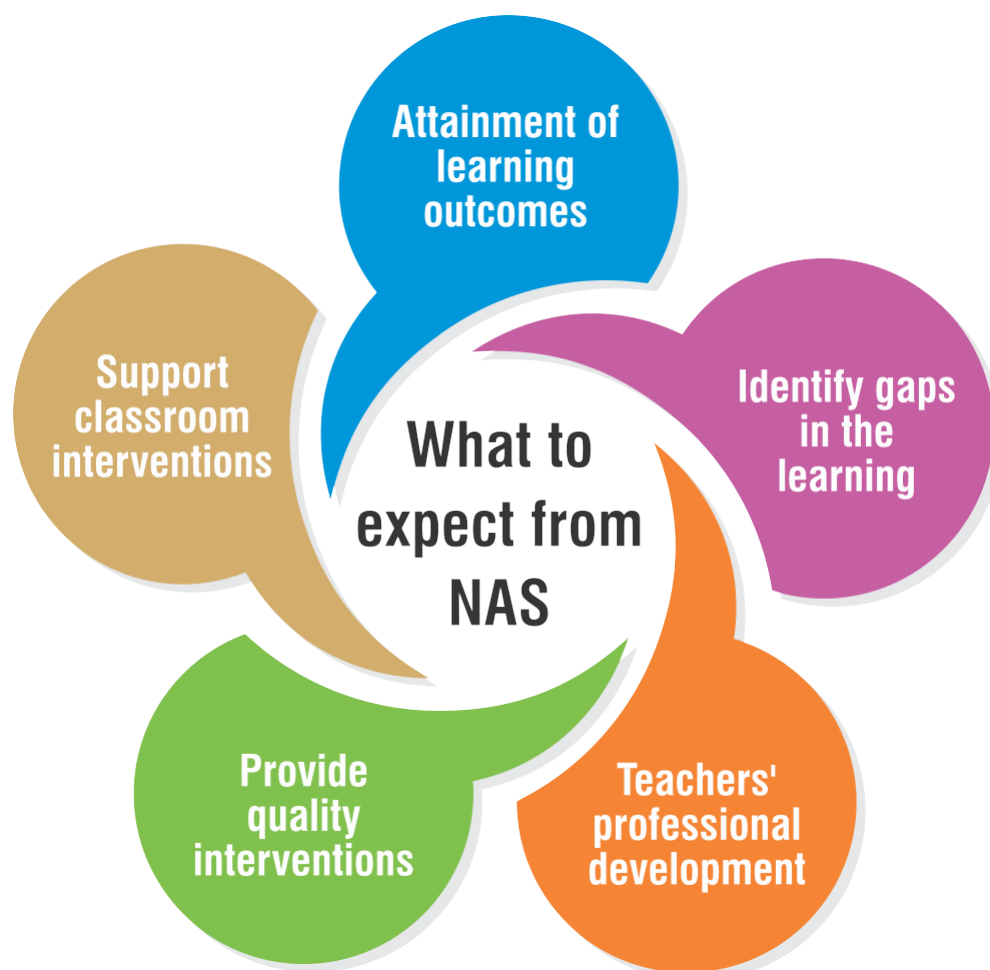 What to
expect from
NAS
Attainment of
learning
outcomes
Identify gaps
in the
learning
Teachers'
professional
development
Provide
quality
interventions
Support
classroom
interventions